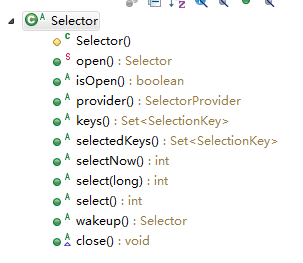 Selector
Selector()
open() : Selector
isOpen() : boolean
provider() : SelectorProvider
keys() : Set<SelectionKey>
selectedKeys() : Set<SelectionKey>
selectNow() : int
select(long) : int
select() : int
wakeup() : Selector
close() : void